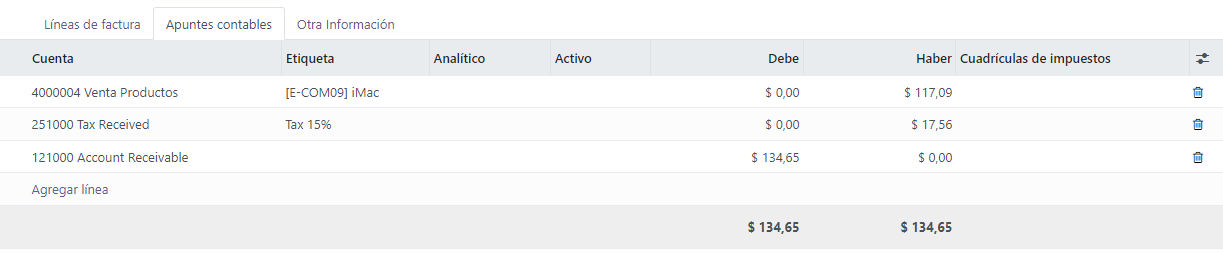 Líneas de factura Apuntes contables Otra Información
Cuenta Etiqueta Analítico Activo Debe Haber Cuadrículas de impuestos
4000004 Venta Productos [E-COM09] iMac $ 0,00 $ 117,09
251000 Tax Received Tax 15% $ 0,00 $ 17,56
121000 Account Receivable $ 134,65 $ 0,00
Agregar línea
$ 134,65 $ 134,65